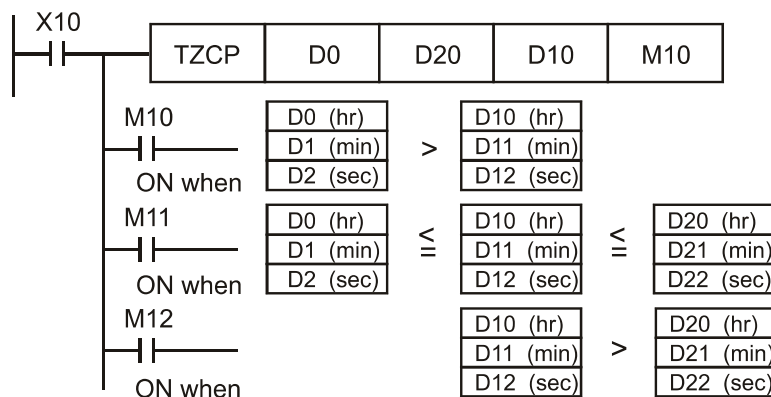 X10
TZCP D0 D20 D10 M10
M10
D0 (hr) D10 (hr)
D1 (min) > D11 (min)
D2 (sec) D12 (sec)
ON when
M11
D0 (hr) D10 (hr) D20 (hr)
D1 (min) ≦ D11 (min) ≦ D21 (min)
D2 (sec) D12 (sec) D22 (sec)
ON when
M12
D10 (hr) D20 (hr)
D11 (min) > D21 (min)
D12 (sec) D22 (sec)
ON when